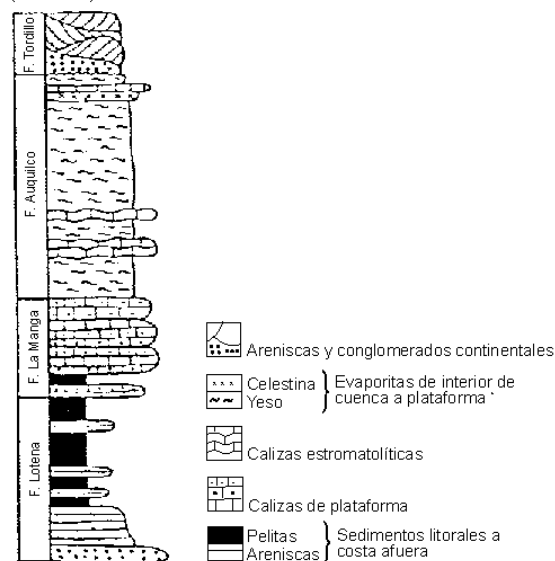 F. Tordillo
F. Auquilco
F. La Manga
F. Lotena
Areniscas y conglomerados continentales
Celestina
Yeso
Evaporitas de interior de
cuenca a plataforma *
Calizas estromatolíticas
Calizas de plataforma
Pelitas
Areniscas
Sedimentos litorales a
costa afuera